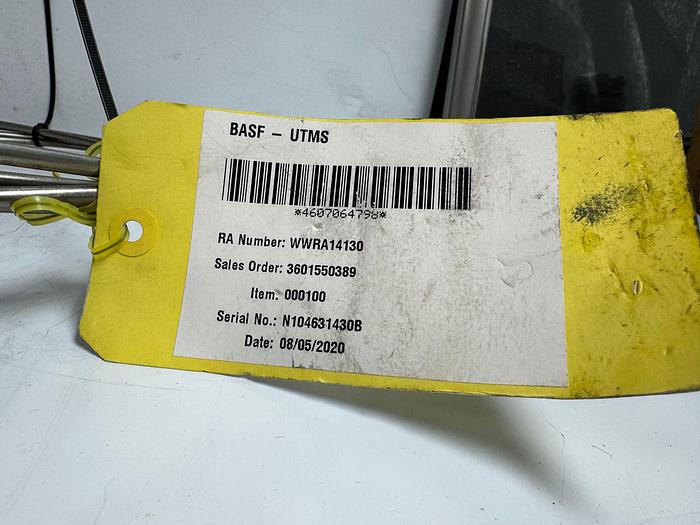 BASF – UTMS
*4607064798*
RA Number: WWRA14130
Sales Order: 3601550389
Item: 000100
Serial No.: N104631430B
Date: 08/05/2020